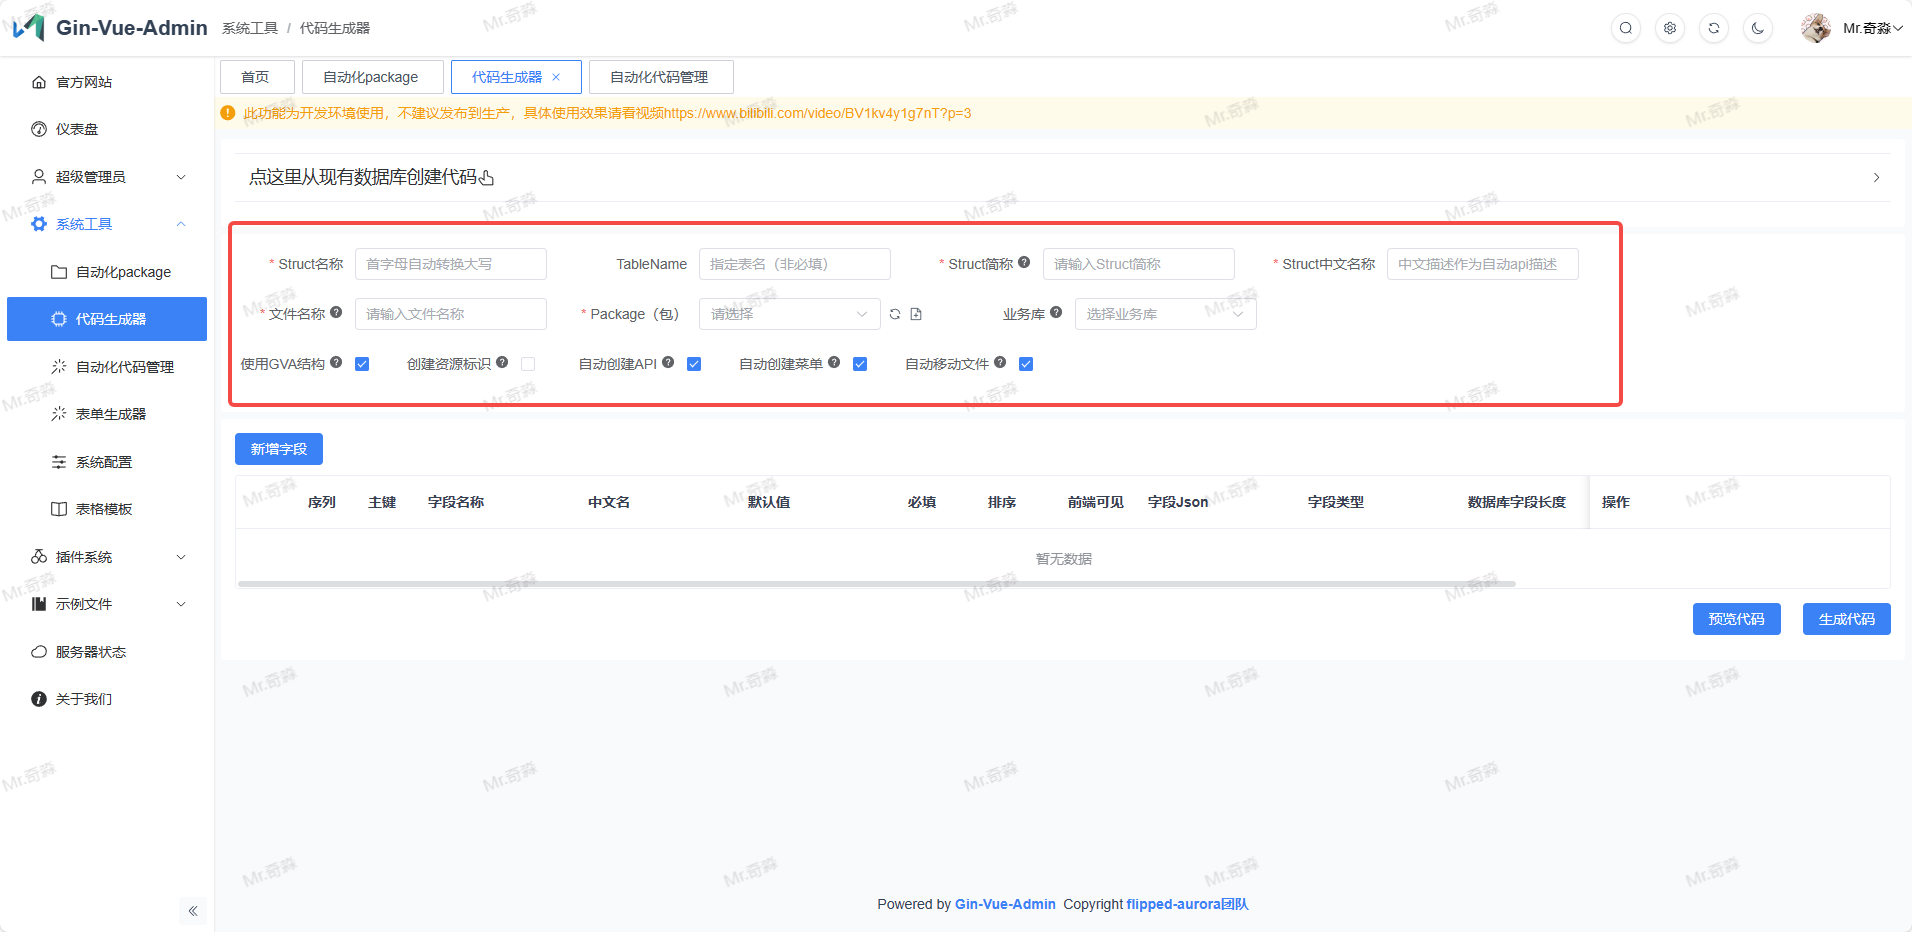 Gin-Vue-Admin
系统工具 / 代码生成器
Mr.奇淼
官方网站
仪表盘
超级管理员
系统工具
自动化package
代码生成器
自动化代码管理
表单生成器
系统配置
表格模板
插件系统
示例文件
服务器状态
关于我们
首页
自动化package
代码生成器
自动化代码管理
此功能为开发环境使用，不建议发布到生产，具体使用效果请看视频https://www.bilibili.com/video/BV1kv4y1g7nT?p=3
点这里从现有数据库创建代码
* Struct名称 首字母自动转换大写 TableName 指定表名（非必填） * Struct简称 请输入Struct简称 * Struct中文名称 中文描述作为自动api描述
* 文件名称 请输入文件名称 * Package（包） 请选择 业务库 选择业务库
使用GVA结构 创建资源标识 自动创建API 自动创建菜单 自动移动文件
新增字段
序列 主键 字段名称 中文名 默认值 必填 排序 前端可见 字段Json 字段类型 数据库字段长度 操作
暂无数据
预览代码 生成代码
Powered by Gin-Vue-Admin Copyright flipped-aurora团队